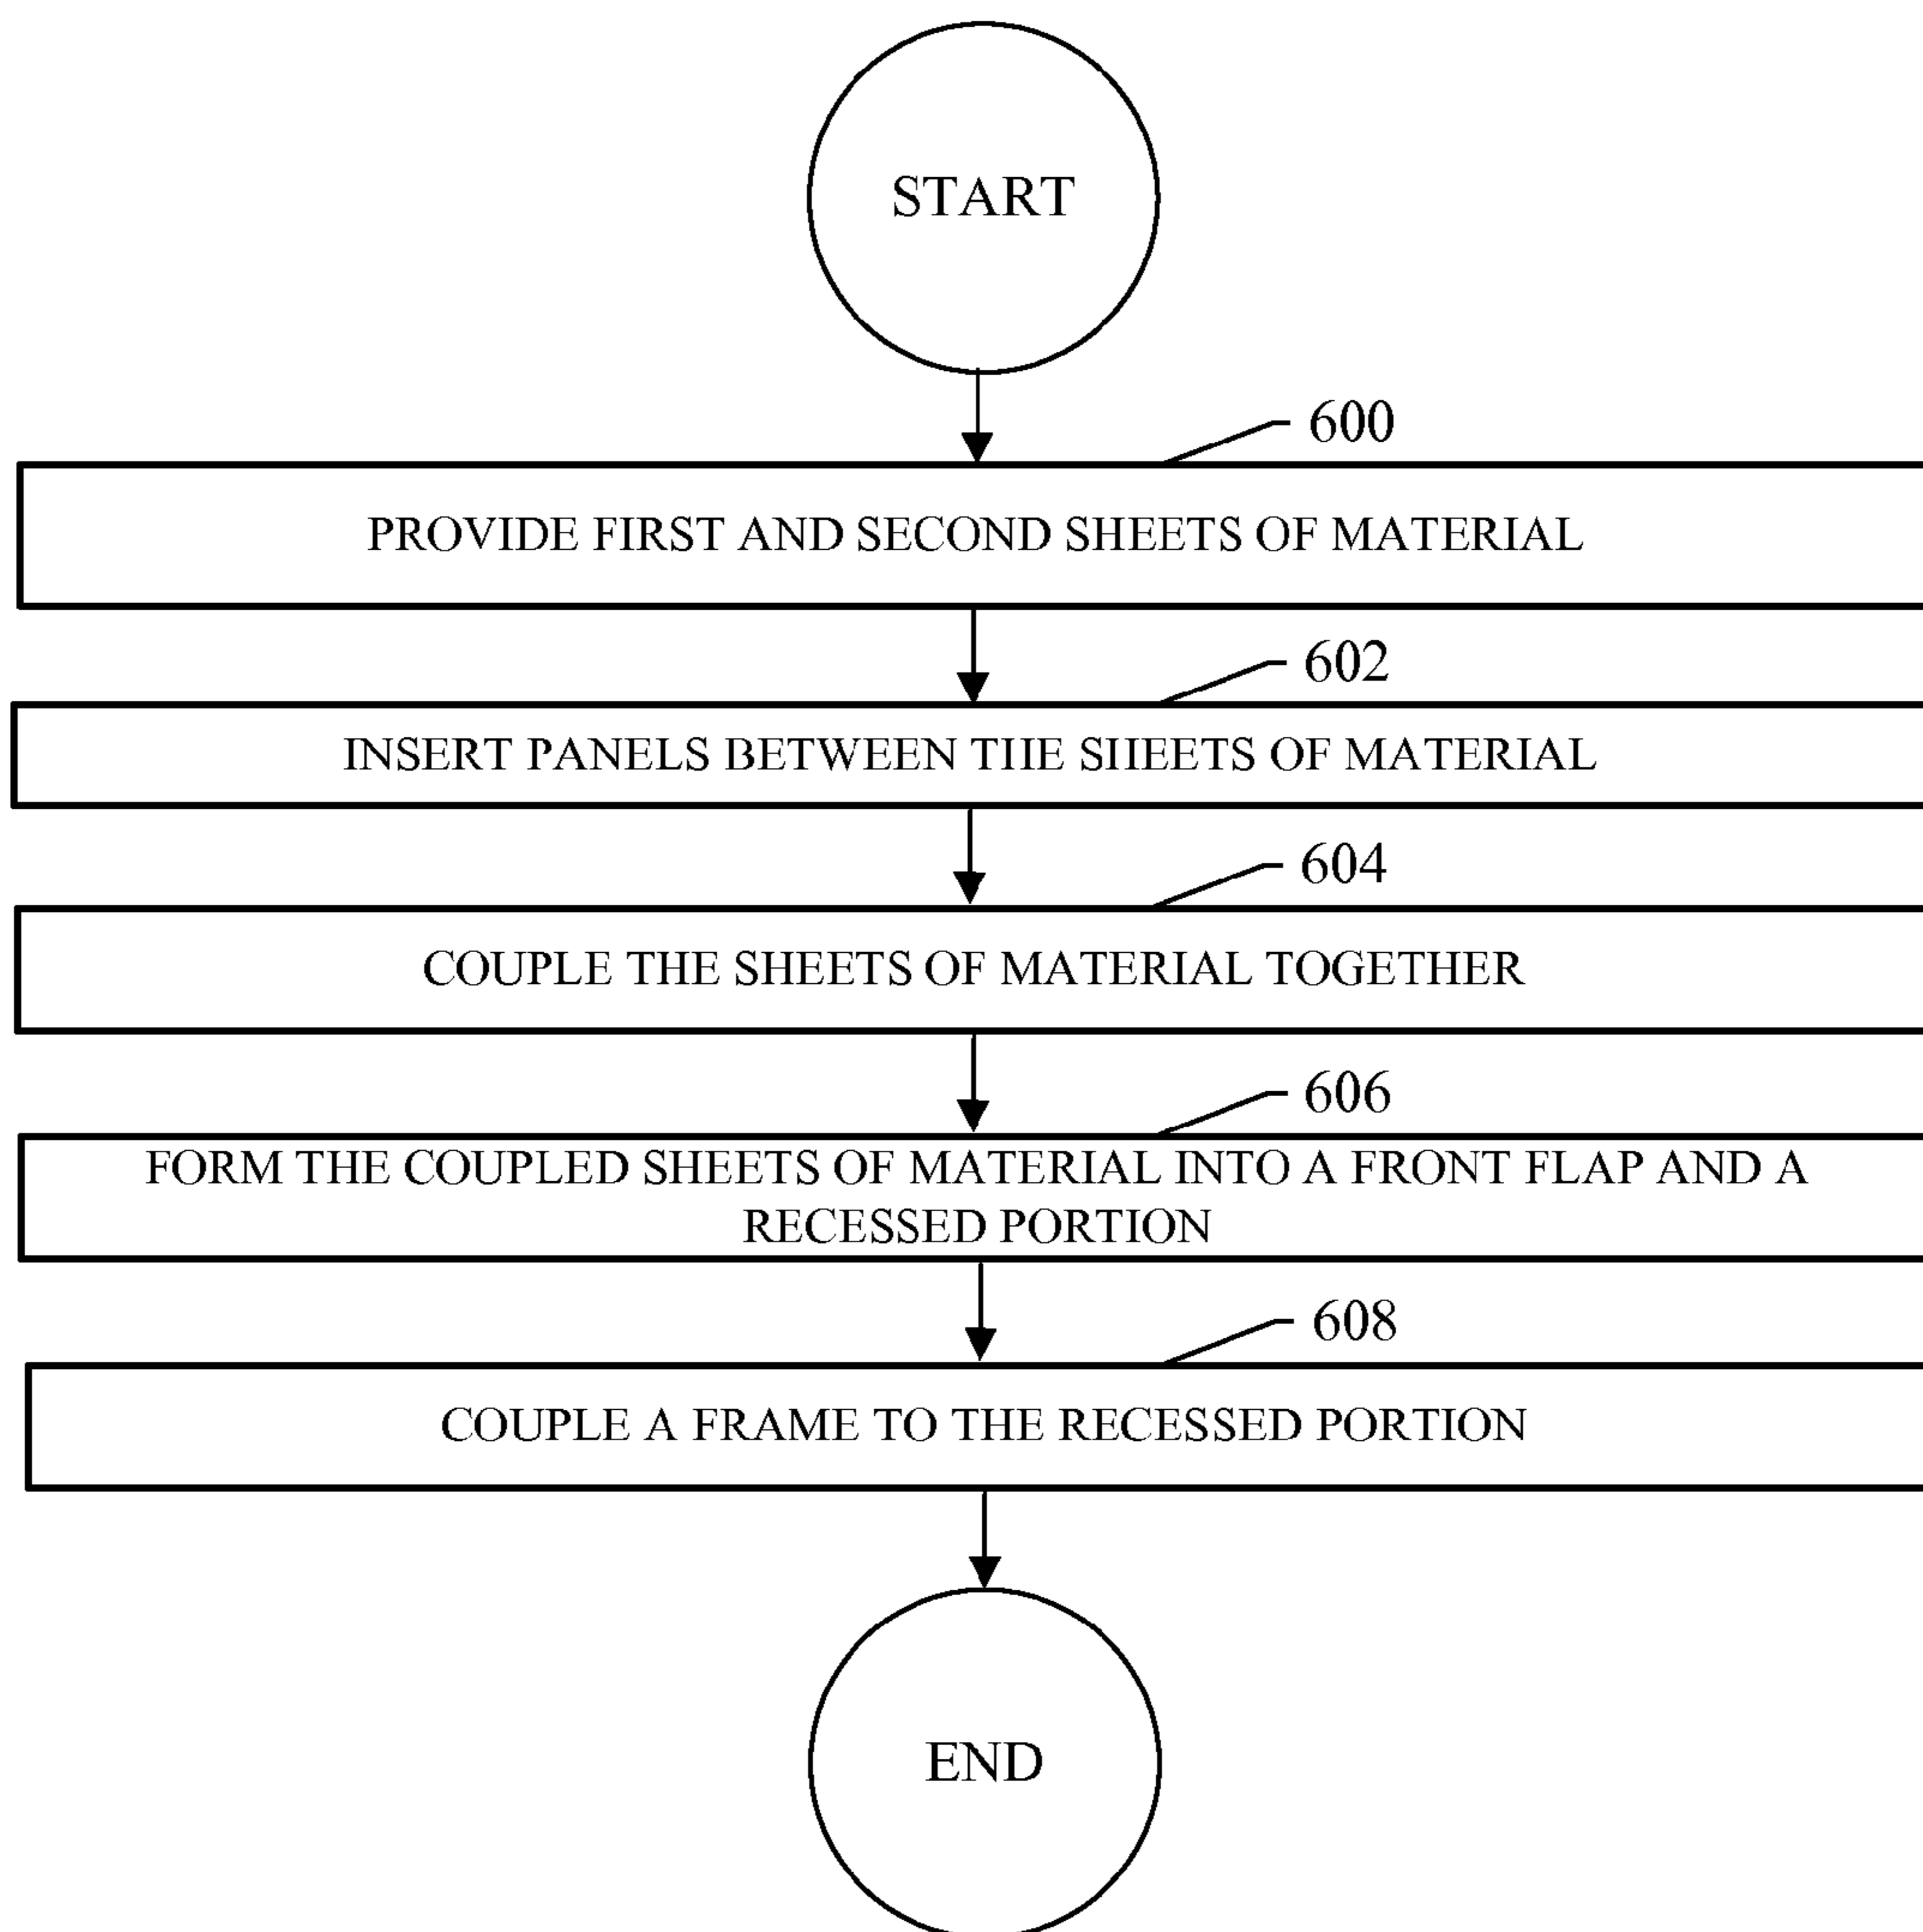 START
600
PROVIDE FIRST AND SECOND SHEETS OF MATERIAL
602
INSERT PANELS BETWEEN THE SHEETS OF MATERIAL
604
COUPLE THE SHEETS OF MATERIAL TOGETHER
606
FORM THE COUPLED SHEETS OF MATERIAL INTO A FRONT FLAP AND A
RECESSED PORTION
608
COUPLE A FRAME TO THE RECESSED PORTION
END